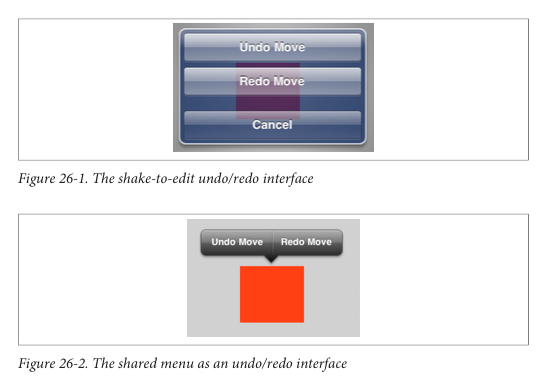 Undo Move
Redo Move
Cancel
Figure 26-1. The shake-to-edit undo/redo interface
Undo Move Redo Move
Figure 26-2. The shared menu as an undo/redo interface